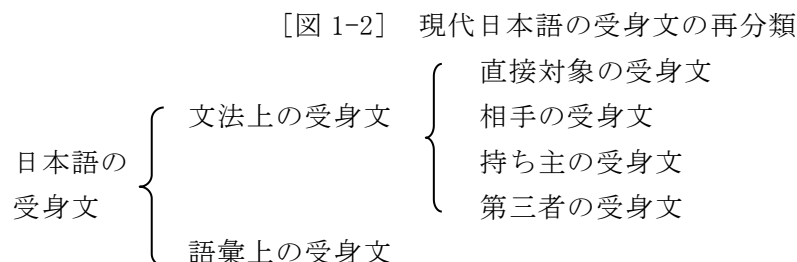 [図 1-2] 現代日本語の受身文の再分類
直接対象の受身文
文法上の受身文
相手の受身文
日本語の
持ち主の受身文
受身文
第三者の受身文
語彙上の受身文